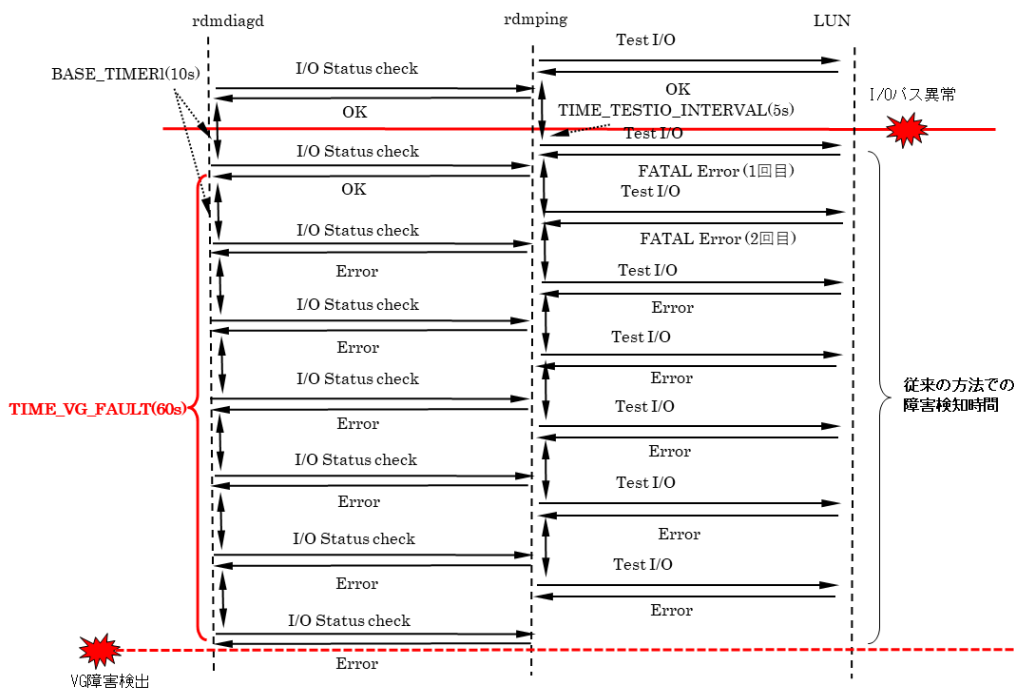 rdmdiagd
rdmping
LUN
Test I/O
BASE_TIMER1(10s)
I/O Status check
OK
OK
TIME_TESTIO_INTERVAL(5s)
I/Oパス異常
Test I/O
I/O Status check
OK
FATAL Error (1回目)
Test I/O
I/O Status check
FATAL Error (2回目)
Error
Test I/O
I/O Status check
Error
Error
Test I/O
I/O Status check
Error
TIME_VG_FAULT(60s)
従来の方法での
障害検知時間
Test I/O
Error
Error
I/O Status check
Test I/O
Error
Error
I/O Status check
Test I/O
Error
Error
I/O Status check
Error
VG障害検出